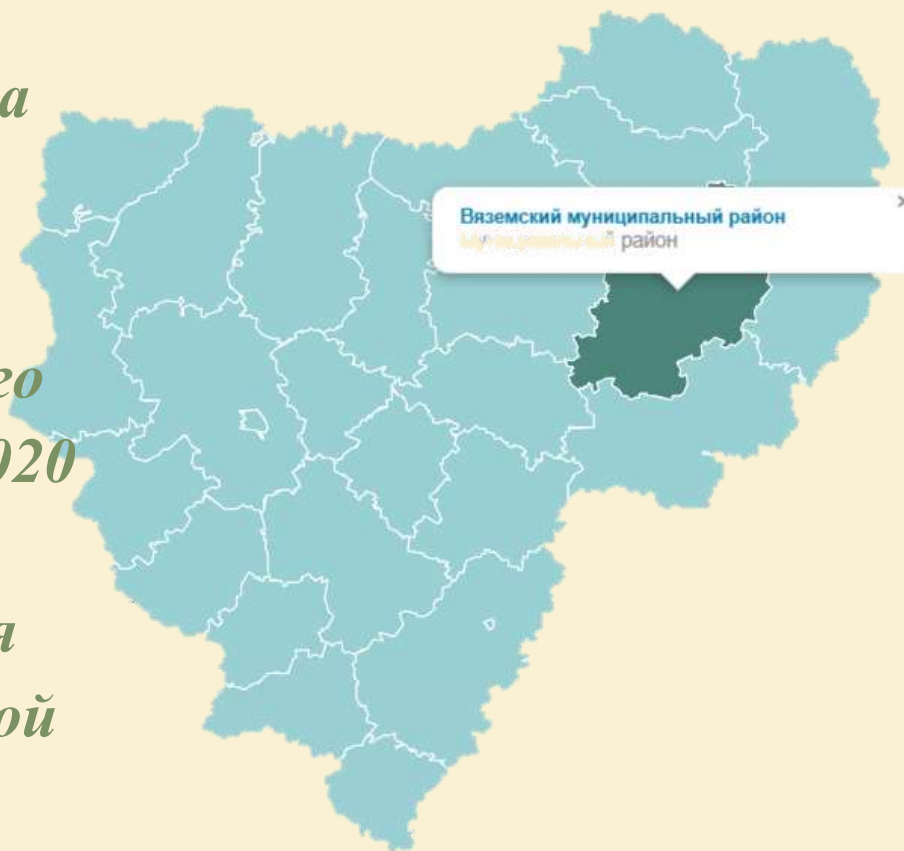 а
Вяземский муниципальный район
×
район
го
020
я
ой